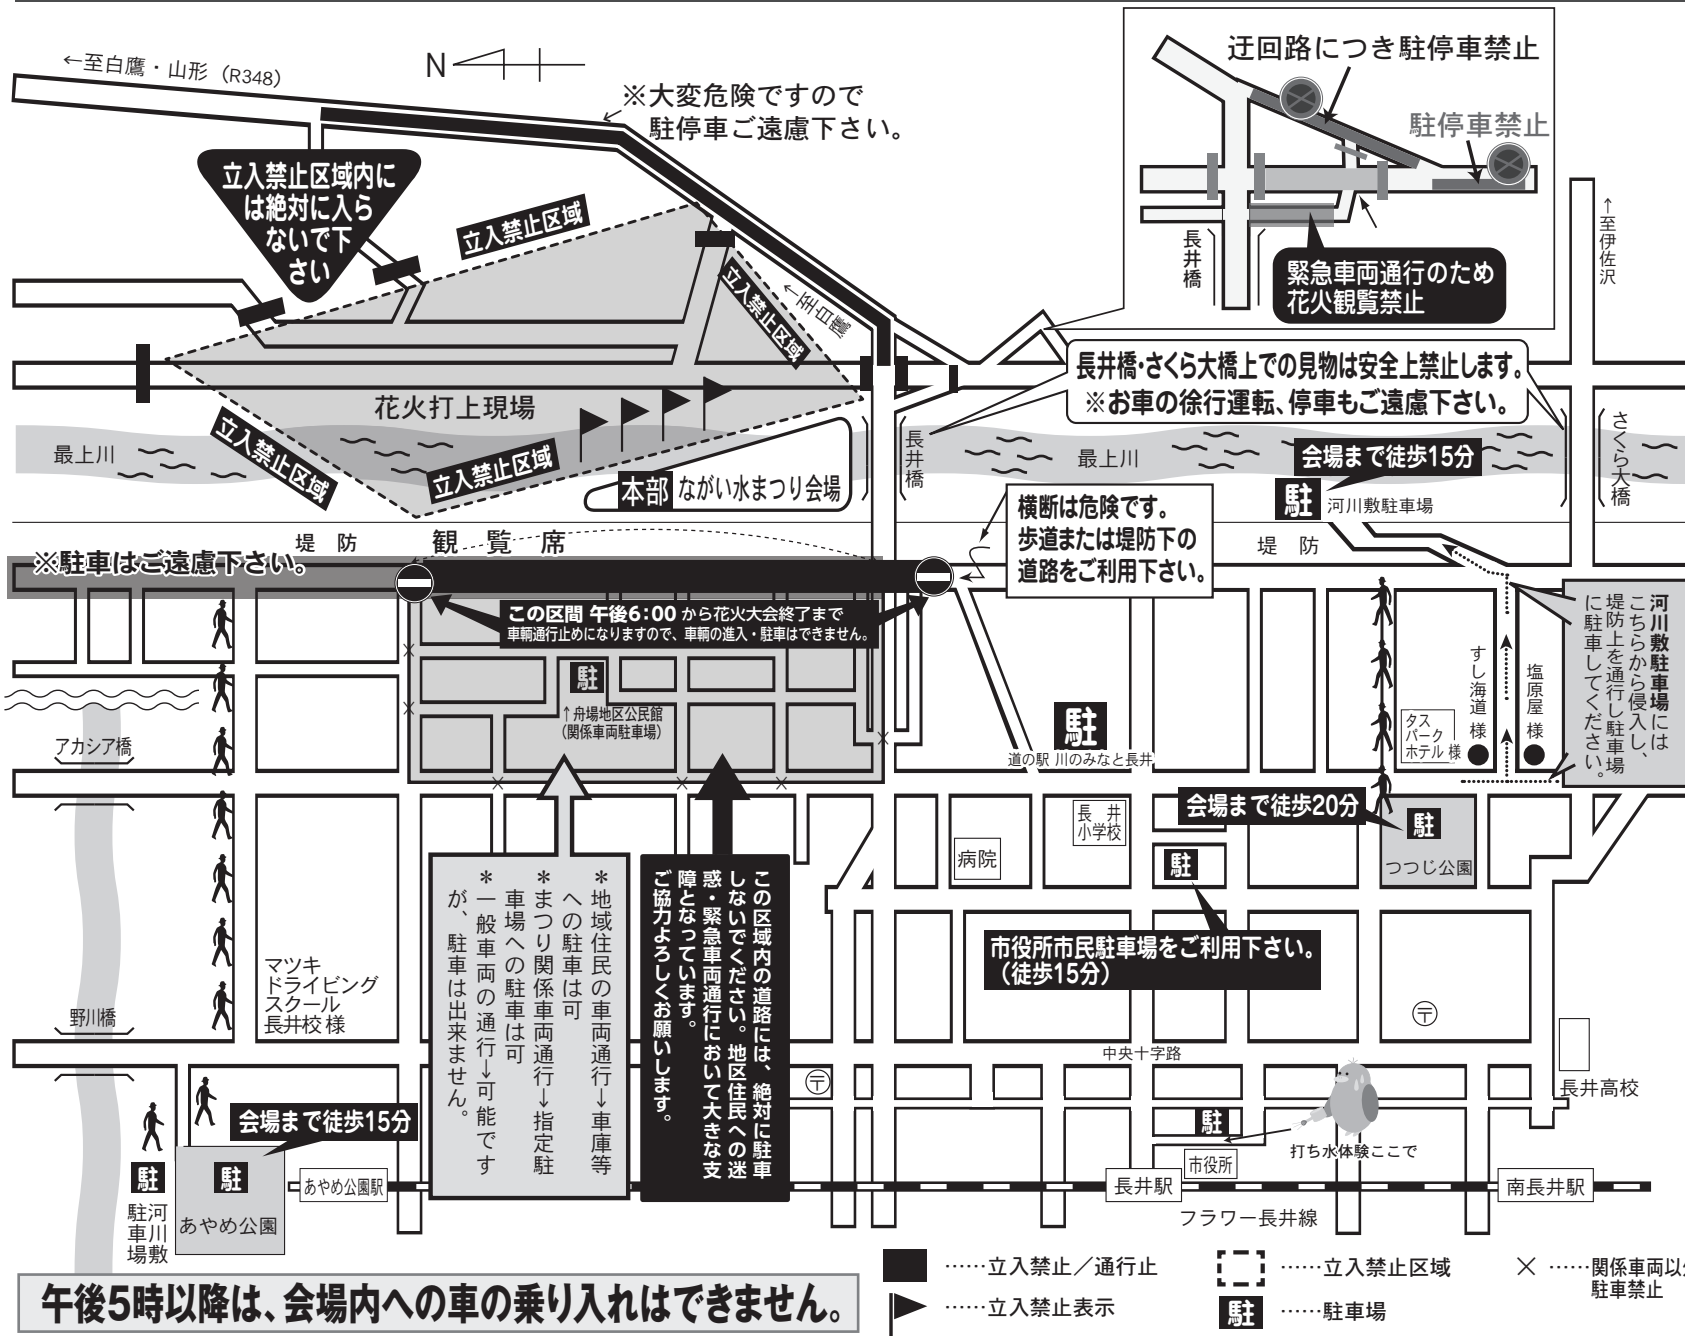 ←至白鷹・山形（R348）
N
※大変危険ですので
駐停車ご遠慮下さい。
迂回路につき駐停車禁止
駐停車禁止
長井橋
緊急車両通行のため
花火観覧禁止
↑至伊佐沢
立入禁止区域内に
は絶対に入ら
ないで下
さい
立入禁止区域
立入禁止区域
←至白鷹
花火打上現場
立入禁止区域
立入禁止区域
長井橋・さくら大橋上での見物は安全上禁止します。
※お車の徐行運転、停車もご遠慮下さい。
最上川
本部 ながい水まつり会場
長井橋
最上川
会場まで徒歩15分
さくら大橋
駐 河川敷駐車場
横断は危険です。
歩道または堤防下の
道路をご利用下さい。
堤 防
観 覧 席
堤 防
※駐車はご遠慮下さい。
この区間 午後6：00 から花火大会終了まで
車輌通行止めになりますので、車輌の進入・駐車はできません。
河川敷駐車場には
こちらから侵入し、
堤防上を通行し駐車場
に駐車してください。
駐
↑舟場地区公民館
（関係車両駐車場）
アカシア橋
駐
道の駅 川のみなと長井
すし海道 様
塩原屋 様
タス
パーク
ホテル 様
会場まで徒歩20分
長 井
小学校
駐
つつじ公園
病院
駐
市役所市民駐車場をご利用下さい。
（徒歩15分）
＊地域住民の車両通行→車庫等
への駐車は可
＊まつり関係車両通行→指定駐
車場への駐車は可
＊一般車両の通行→可能です
が、駐車は出来ません。
この区域内の道路には、絶対に駐車
しないでください。地区住民への迷
惑・緊急車両通行において大きな支
障となっています。
ご協力よろしくお願いします。
マツキ
ドライビング
スクール
長井校 様
野川橋
〒
〒
中央十字路
長井高校
会場まで徒歩15分
駐
打ち水体験ここで
市役所
駐
河川敷
駐車場
駐
あやめ公園
あやめ公園駅
長井駅
南長井駅
フラワー長井線
午後5時以降は、会場内への車の乗り入れはできません。
……立入禁止／通行止
……立入禁止区域
× ……関係車両以
駐車禁止
……立入禁止表示
駐 ……駐車場